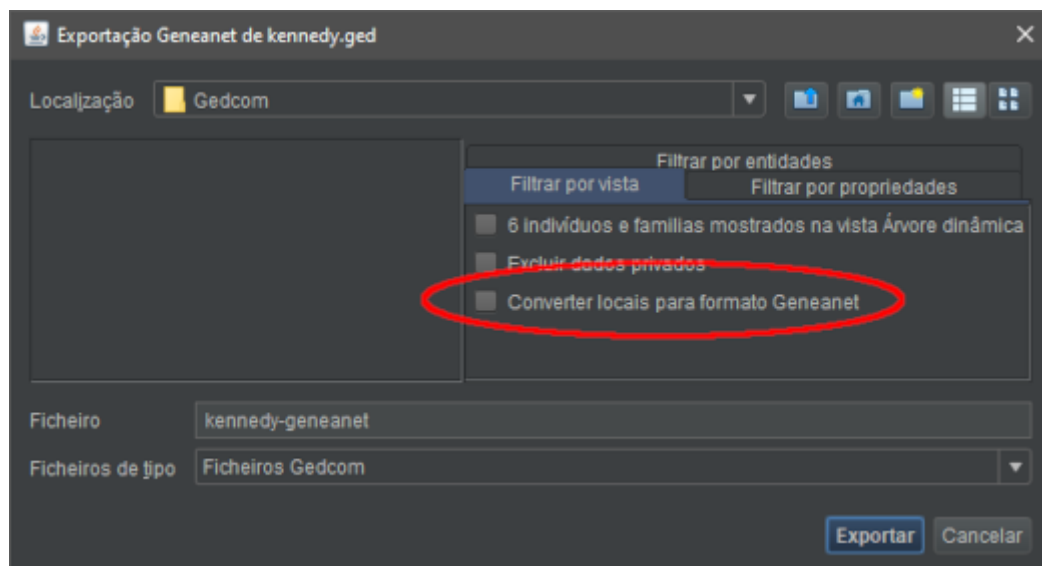 Exportação Geneanet de kennedy.ged
Localização Gedcom
Filtrar por entidades
Filtrar por vista Filtrar por propriedades
6 indivíduos e familias mostrados na vista Árvore dinâmica
Excluir dados privados
Converter locais para formato Geneanet
Ficheiro kennedy-geneanet
Ficheiros de tipo Ficheiros Gedcom
Exportar Cancelar